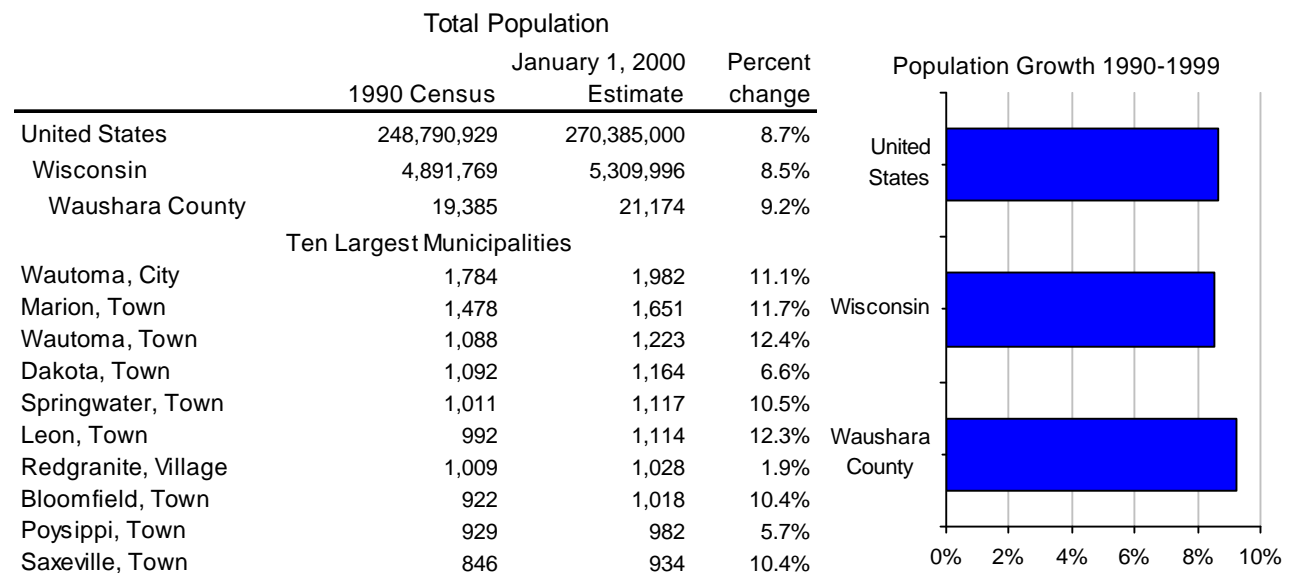 Total Population
January 1, 2000 Percent
1990 Census Estimate change
United States 248,790,929 270,385,000 8.7%
Wisconsin 4,891,769 5,309,996 8.5%
Waushara County 19,385 21,174 9.2%
Ten Largest Municipalities
Wautoma, City 1,784 1,982 11.1%
Marion, Town 1,478 1,651 11.7%
Wautoma, Town 1,088 1,223 12.4%
Dakota, Town 1,092 1,164 6.6%
Springwater, Town 1,011 1,117 10.5%
Leon, Town 992 1,114 12.3%
Redgranite, Village 1,009 1,028 1.9%
Bloomfield, Town 922 1,018 10.4%
Poysippi, Town 929 982 5.7%
Saxeville, Town 846 934 10.4%
Population Growth 1990-1999
United
States
Wisconsin
Waushara
County
0% 2% 4% 6% 8% 10%